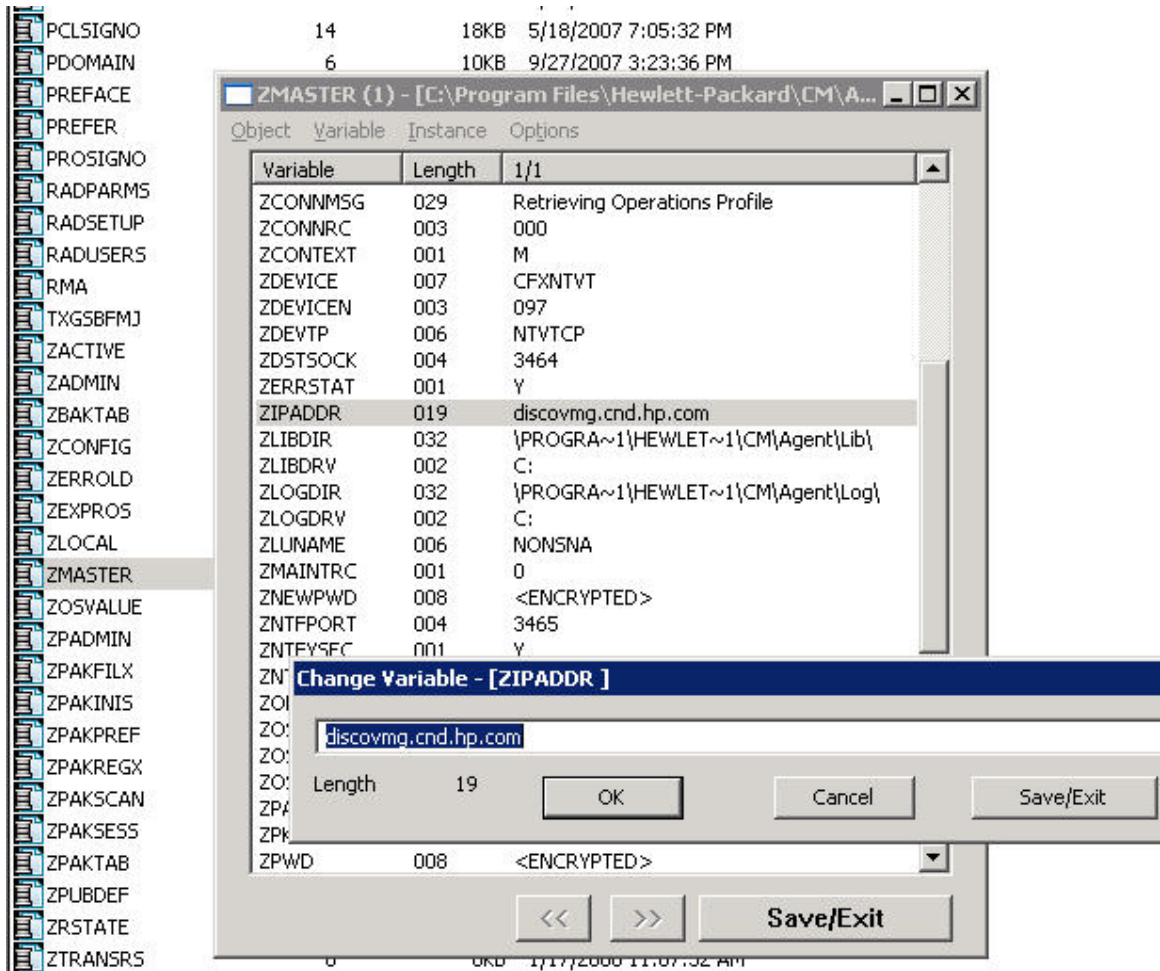 PCLSIGNO 14 18KB 5/18/2007 7:05:32 PM
PDOMAIN 6 10KB 9/27/2007 3:23:36 PM
PREFACE
PREFER
PROSIGNO
RADPARMS
RADSETUP
RADUSERS
RMA
TXGSBFMJ
ZACTIVE
ZADMIN
ZBAKTAB
ZCONFIG
ZERROLD
ZEXPROS
ZLOCAL
ZMASTER
ZOSVALUE
ZPADMIN
ZPAKFILX
ZPAKINIS
ZPAKPREF
ZPAKREGX
ZPAKSCAN
ZPAKSESS
ZPAKTAB
ZPUBDEF
ZRSTATE
ZTRANSRS
ZMASTER (1) - [C:\Program Files\Hewlett-Packard\CM\A...
Object Variable Instance Options
Variable Length 1/1
ZCONNMSG 029 Retrieving Operations Profile
ZCONNRC 003 000
ZCONTEXT 001 M
ZDEVICE 007 CFXNTVT
ZDEVICEN 003 097
ZDEVTP 006 NTVTCP
ZDSTSOCK 004 3464
ZERRSTAT 001 Y
ZIPADDR 019 discovmg.cnd.hp.com
ZLIBDIR 032 \PROGRA~1\HEWLET~1\CM\Agent\Lib\
ZLIBDRV 002 C:
ZLOGDIR 032 \PROGRA~1\HEWLET~1\CM\Agent\Log\
ZLOGDRV 002 C:
ZLUNAME 006 NONSNA
ZMAINTRC 001 0
ZNEWPWD 008 <ENCRYPTED>
ZNTFPORT 004 3465
ZNTFYSEC 001 Y
Change Variable - [ZIPADDR ]
discovmg.cnd.hp.com
Length 19 OK Cancel Save/Exit
ZPWD 008 <ENCRYPTED>
<< >> Save/Exit